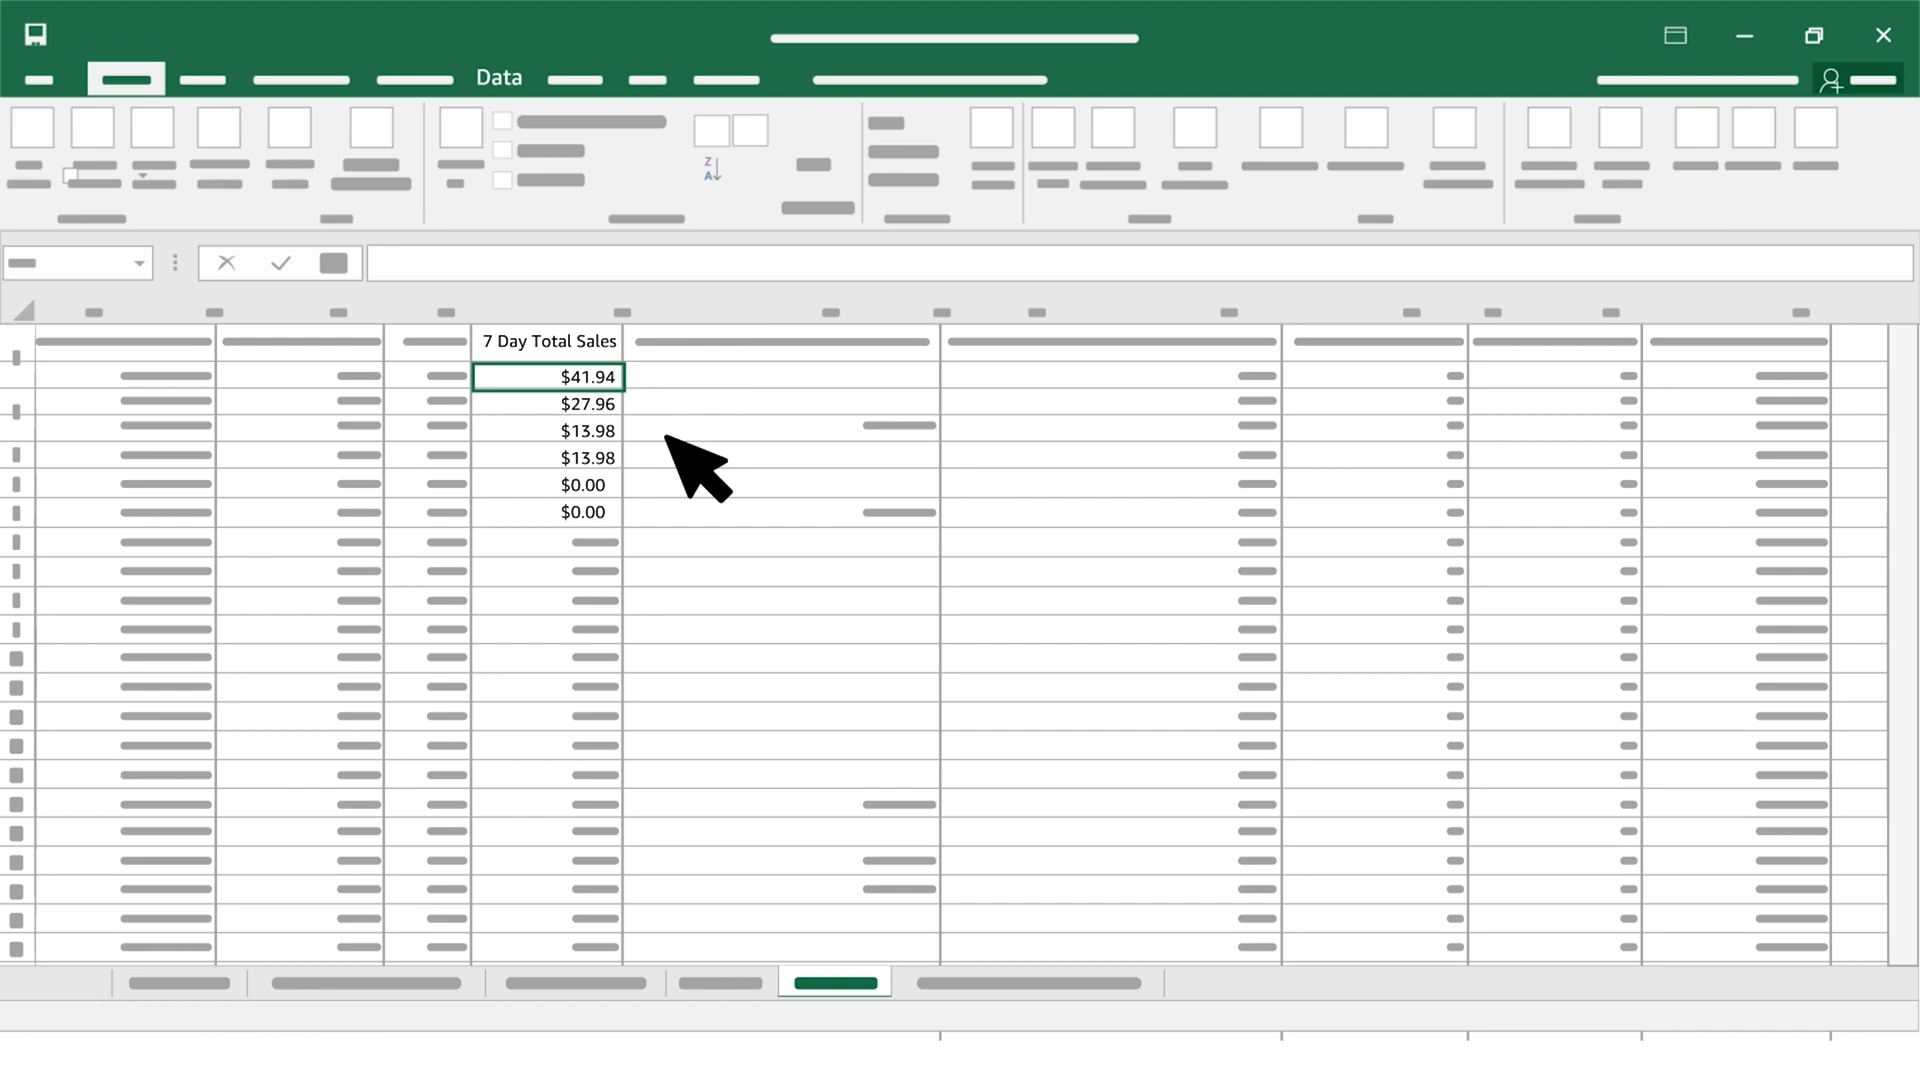 Data
Z
A
7 Day Total Sales
$41.94
$27.96
$13.98
$13.98
$0.00
$0.00